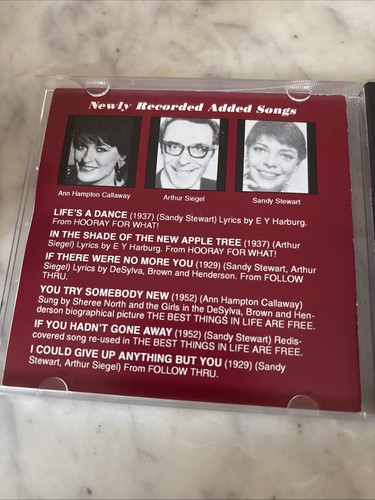 Newly Recorded Added Songs
Ann Hampton Callaway
Arthur Siegel
Sandy Stewart
LIFE'S A DANCE (1937) (Sandy Stewart) Lyrics by E Y Harburg.
From HOORAY FOR WHAT!
IN THE SHADE OF THE NEW APPLE TREE (1937) (Arthur
Siegel) Lyrics by E Y Harburg. From HOORAY FOR WHAT!
IF THERE WERE NO MORE YOU (1929) (Sandy Stewart, Arthur
Siegel) Lyrics by DeSylva, Brown and Henderson. From FOLLOW
THRU.
YOU TRY SOMEBODY NEW (1952) (Ann Hampton Callaway)
Sung by Sheree North and the Girls in the DeSylva, Brown and Hen-
derson biographical picture THE BEST THINGS IN LIFE ARE FREE.
IF YOU HADN'T GONE AWAY (1952) (Sandy Stewart) Redis-
covered song re-used in THE BEST THINGS IN LIFE ARE FREE.
I COULD GIVE UP ANYTHING BUT YOU (1929) (Sandy
Stewart, Arthur Siegel) From FOLLOW THRU.